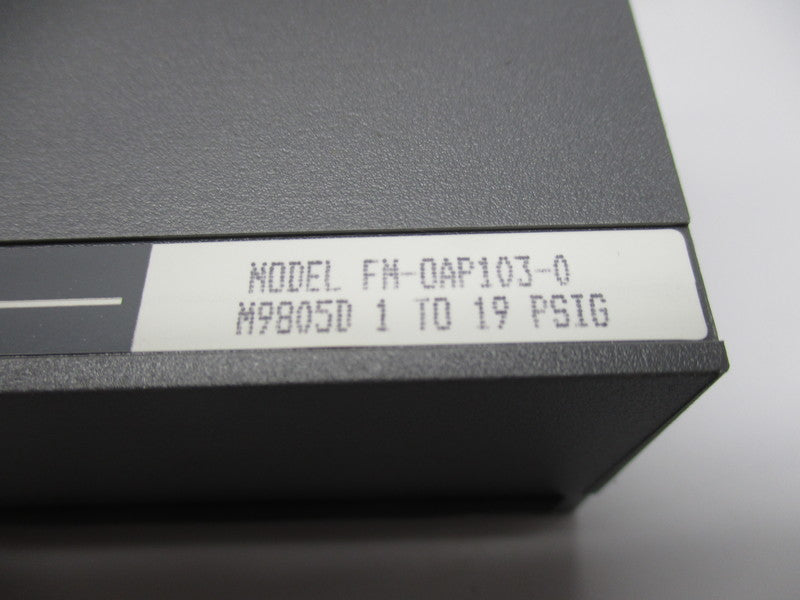 MODEL FM-OAP103-0
M9805D 1 TO 19 PSIG